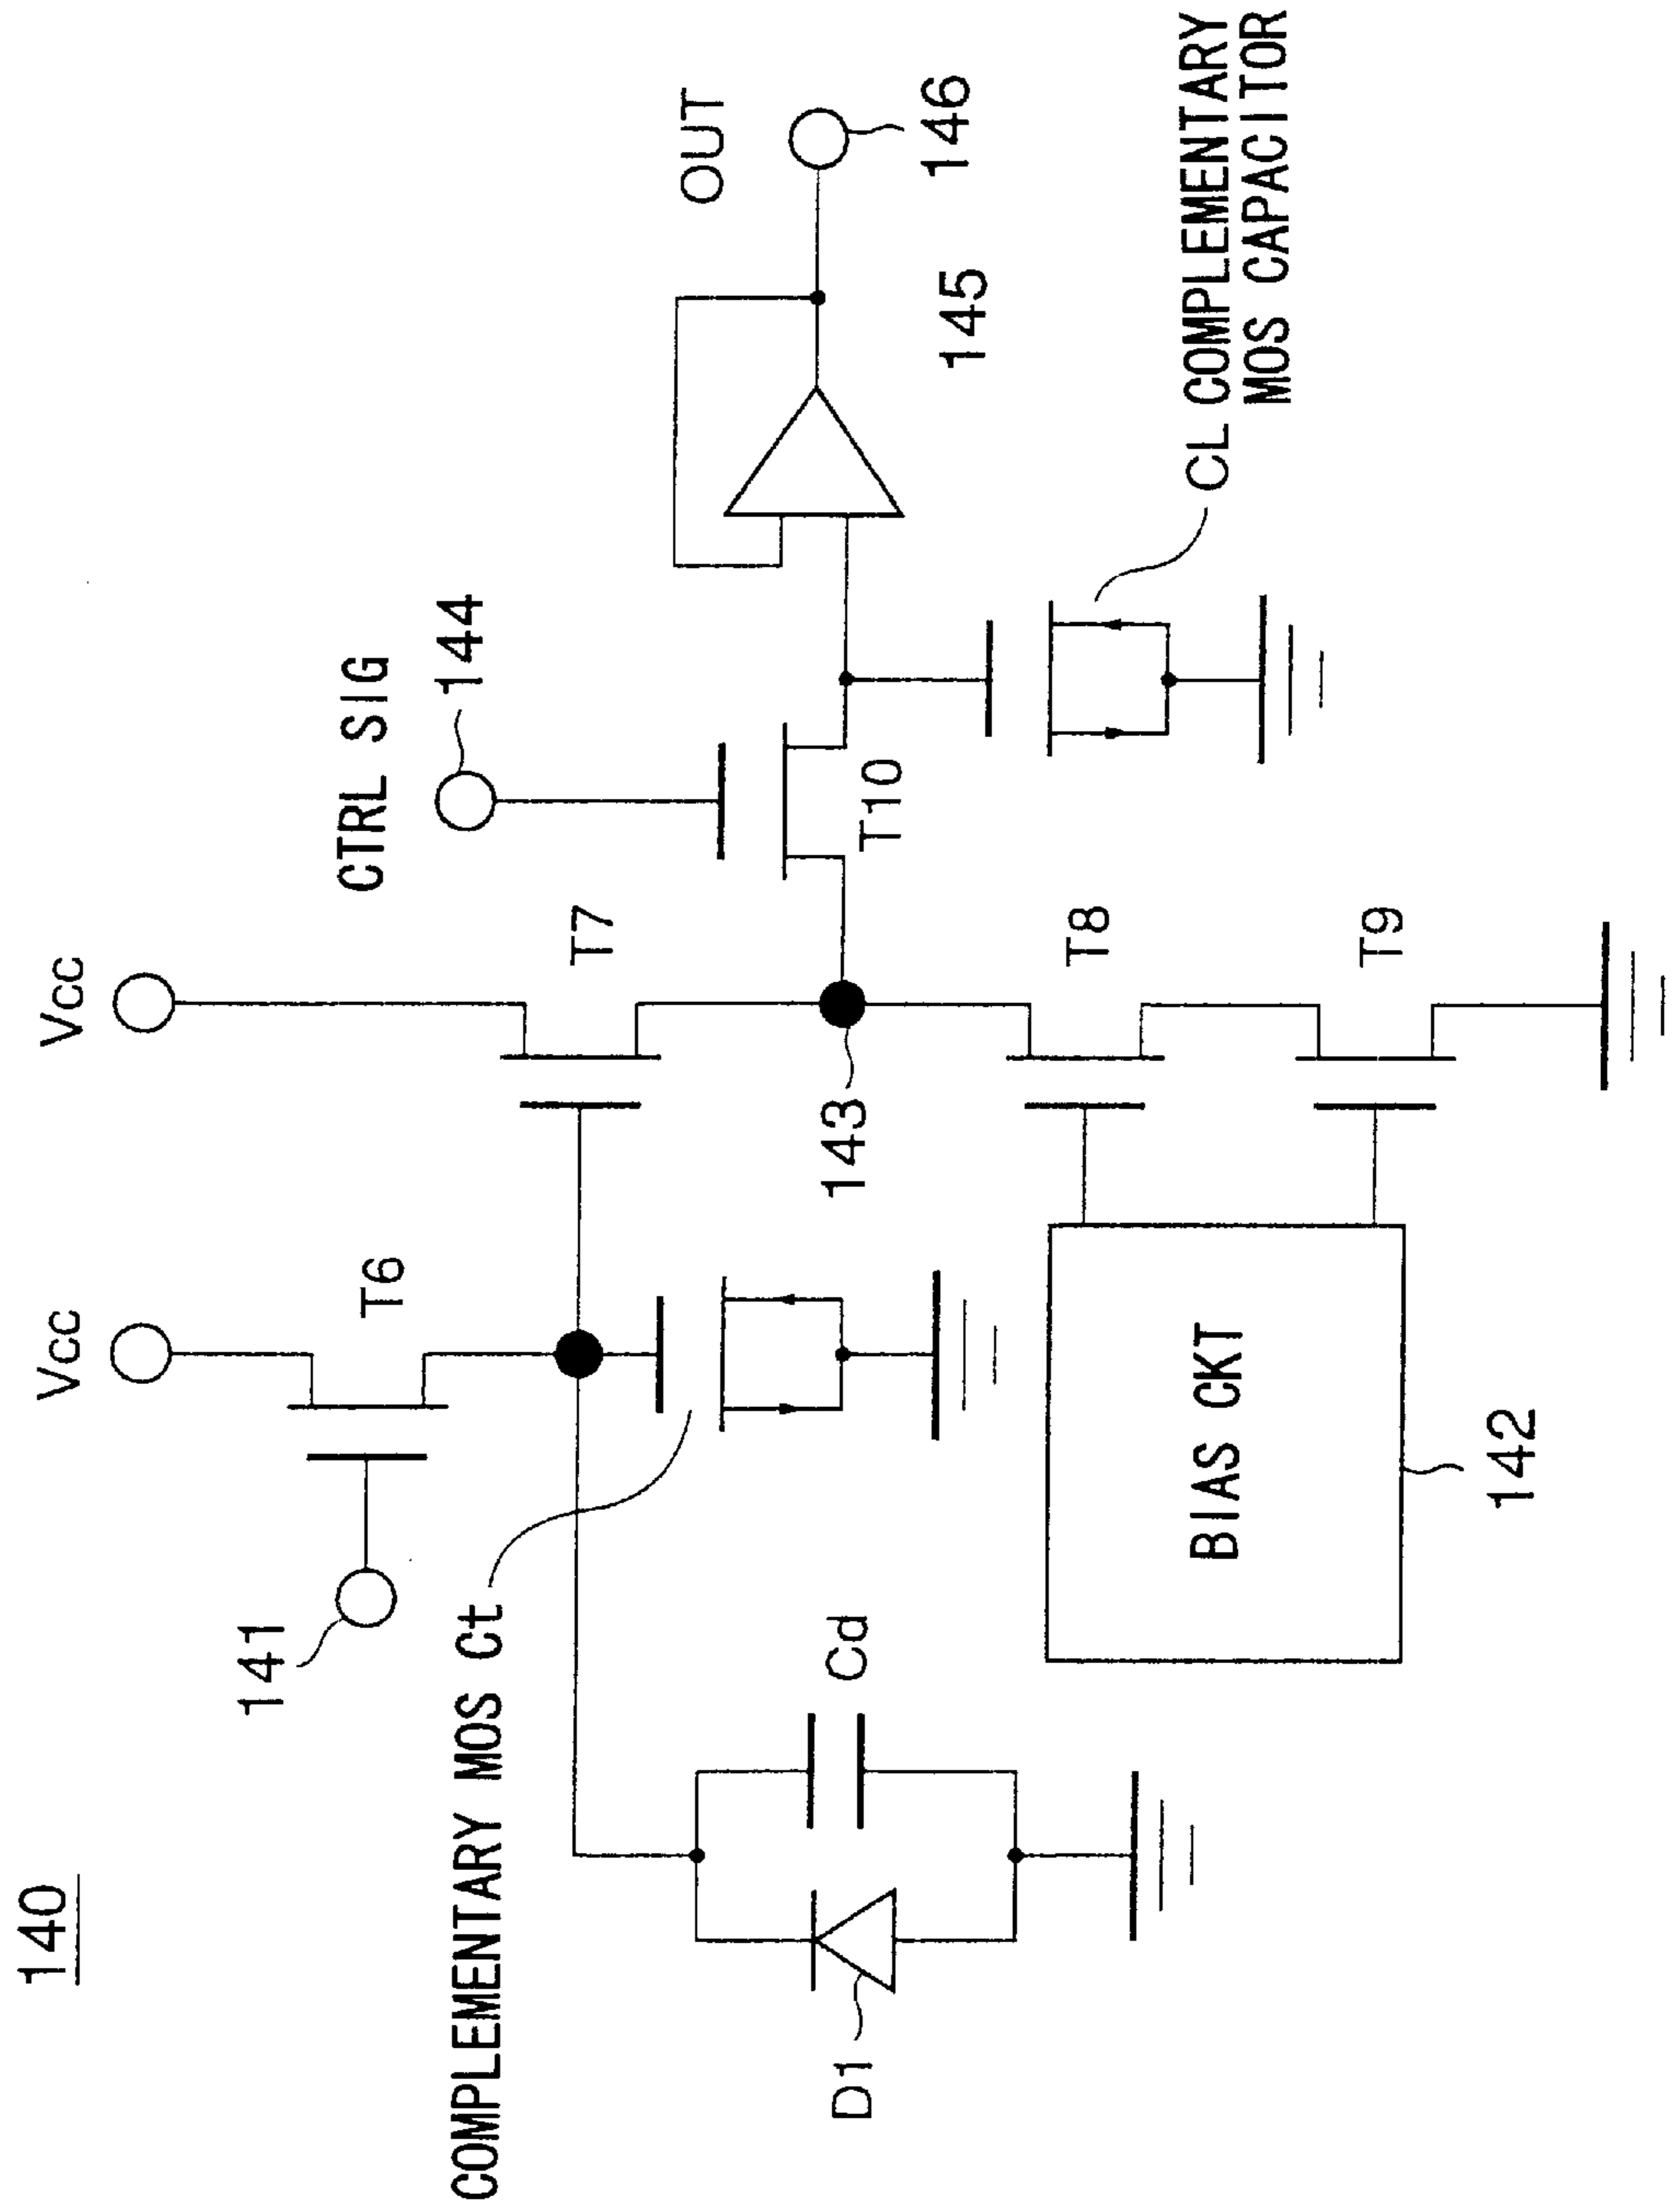 140
Vcc
Vcc
T6
T7
141
CTRL SIG
144
OUT
146
145
T10
143
COMPLEMENTARY MOS Ct
CL COMPLEMENTARY
MOS CAPACITOR
D1
Cd
T8
T9
BIAS CKT
142